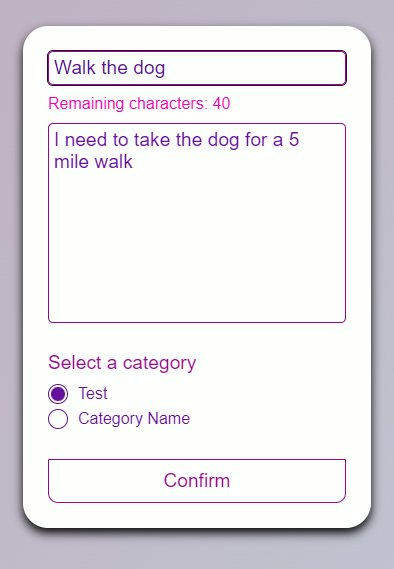 Walk the dog
Remaining characters: 40
I need to take the dog for a 5
mile walk
Select a category
Test
Category Name
Confirm